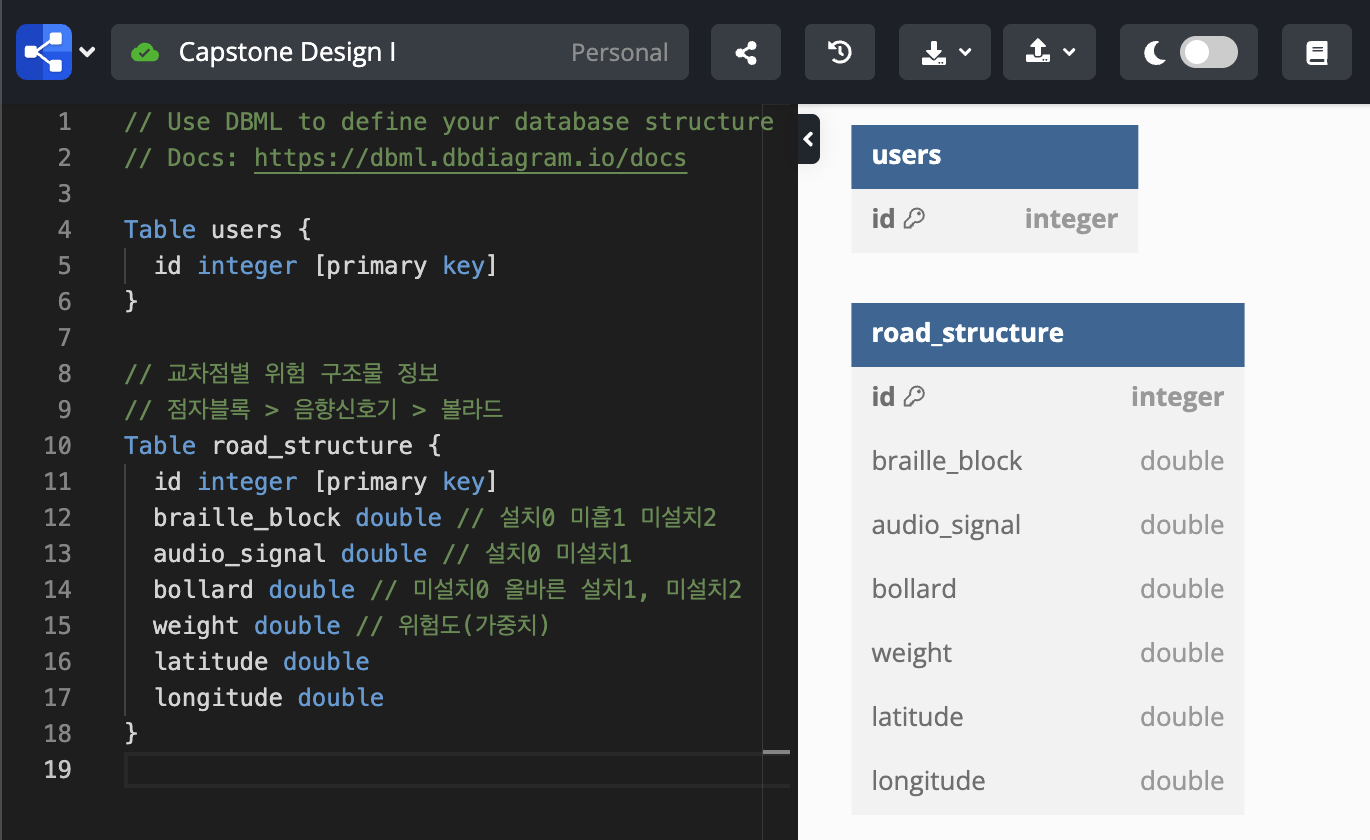 Capstone Design I
Personal
1 // Use DBML to define your database structure
2 // Docs: https://dbml.dbdiagram.io/docs
3
4 Table users {
5 id integer [primary key]
6 }
7
8 // 교차점별 위험 구조물 정보
9 // 점자블록 > 음향신호기 > 볼라드
10 Table road_structure {
11 id integer [primary key]
12 braille_block double // 설치0 미흡1 미설치2
13 audio_signal double // 설치0 미설치1
14 bollard double // 미설치0 올바른 설치1, 미설치2
15 weight double // 위험도(가중치)
16 latitude double
17 longitude double
18 }
19
users
id integer
road_structure
id integer
braille_block double
audio_signal double
bollard double
weight double
latitude double
longitude double